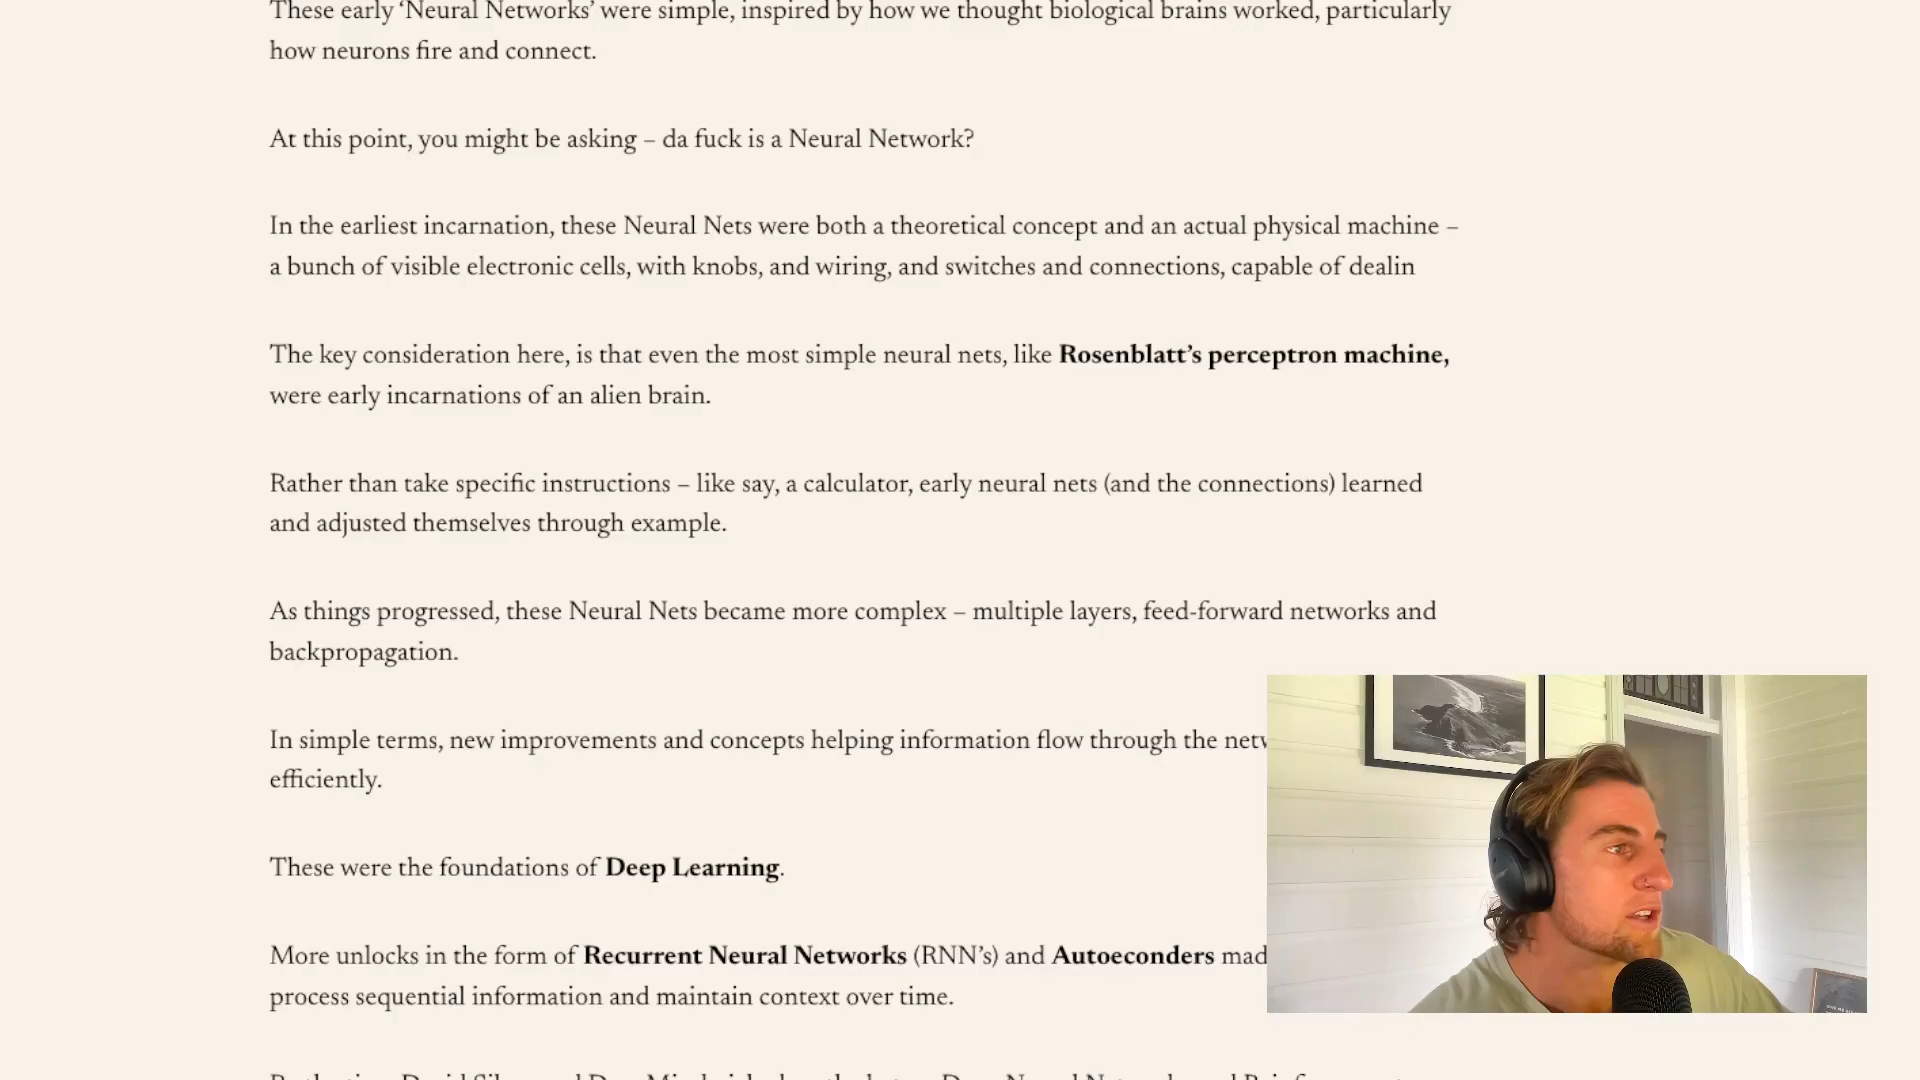 These early ‘Neural Networks’ were simple, inspired by how we thought biological brains worked, particularly
how neurons fire and connect.
At this point, you might be asking – da fuck is a Neural Network?
In the earliest incarnation, these Neural Nets were both a theoretical concept and an actual physical machine –
a bunch of visible electronic cells, with knobs, and wiring, and switches and connections, capable of dealin
The key consideration here, is that even the most simple neural nets, like Rosenblatt’s perceptron machine,
were early incarnations of an alien brain.
Rather than take specific instructions – like say, a calculator, early neural nets (and the connections) learned
and adjusted themselves through example.
As things progressed, these Neural Nets became more complex – multiple layers, feed-forward networks and
backpropagation.
In simple terms, new improvements and concepts helping information flow through the netw
efficiently.
These were the foundations of Deep Learning.
More unlocks in the form of Recurrent Neural Networks (RNN’s) and Autoeconders mad
process sequential information and maintain context over time.